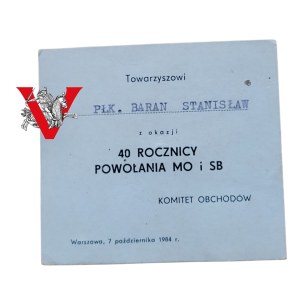 Towarzyszowi
PŁK. BARAN STANISŁAW
z okazji
40 ROCZNICY
POWOŁANIA MO i SB
KOMITET OBCHODÓW
Warszawa, 7 października 1984 r.
V